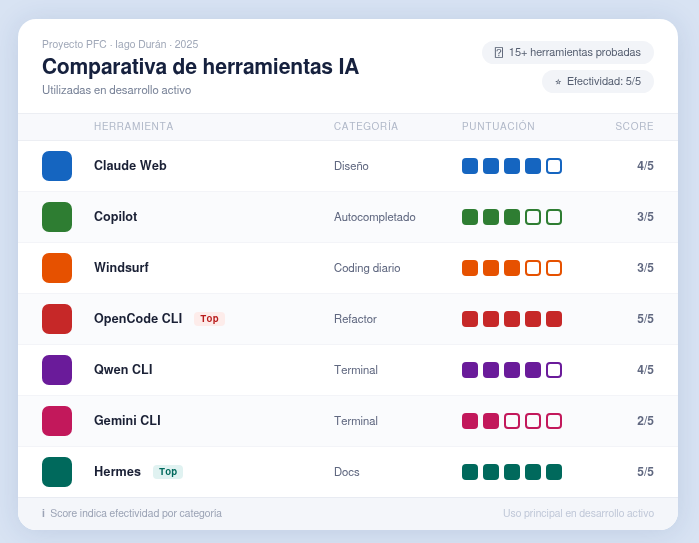 Proyecto PFC · Iago Durán · 2025
Comparativa de herramientas IA
Utilizadas en desarrollo activo
15+ herramientas probadas
⭐ Efectividad: 5/5
HERRAMIENTA CATEGORÍA PUNTUACIÓN SCORE
Claude Web Diseño 4/5
Copilot Autocompletado 3/5
Windsurf Coding diario 3/5
OpenCode CLI Top Refactor 5/5
Qwen CLI Terminal 4/5
Gemini CLI Terminal 2/5
Hermes Top Docs 5/5
ℹ Score indica efectividad por categoría
Uso principal en desarrollo activo